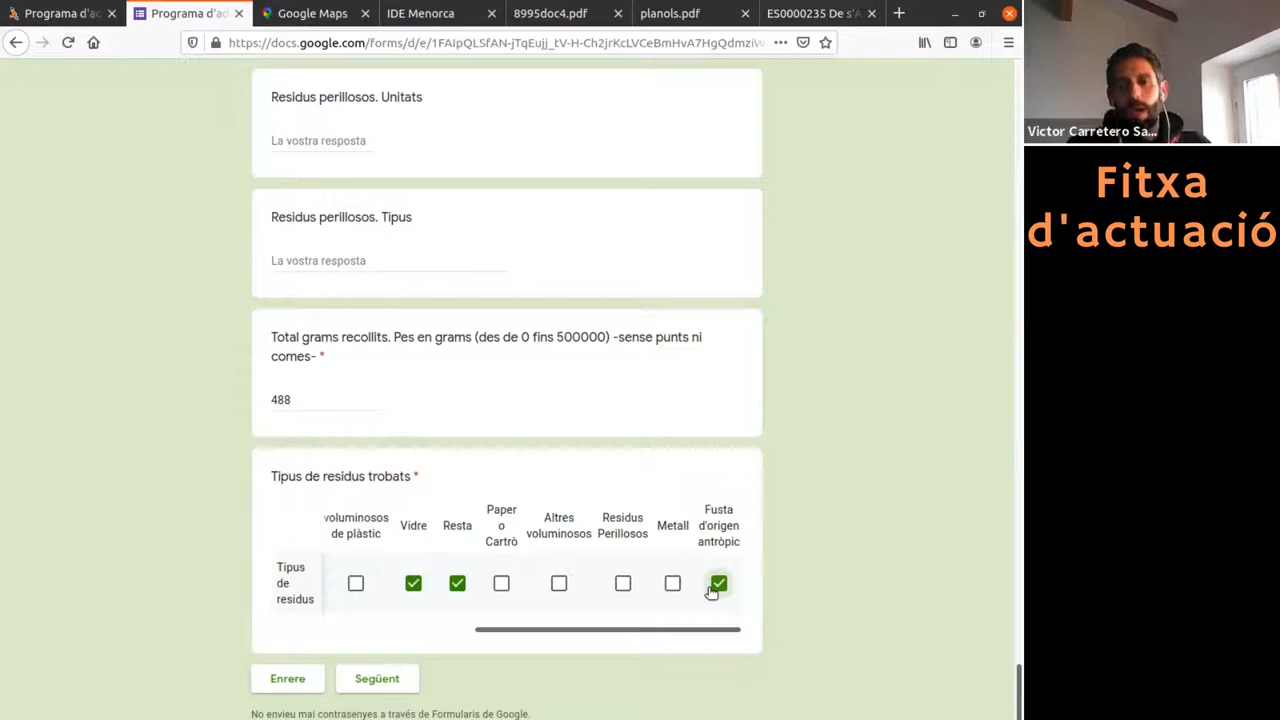 Programa d'ac
Programa d'ad
Google Maps
IDE Menorca
8995doc4.pdf
planols.pdf
ES0000235 De s'A
https://docs.google.com/forms/d/e/1FAIpQLSfAN-jTqEujj_tV-H-Ch2jrKcLVCeBmHvA7HgQdmziW
Residus perillosos. Unitats
La vostra resposta
Residus perillosos. Tipus
La vostra resposta
Total grams recollits. Pes en grams (des de 0 fins 500000) -sense punts ni
comes- *
488
Tipus de residus trobats *
voluminosos
de plàstic
Vidre
Resta
Paper
o
Cartrò
Altres
voluminosos
Residus
Perillosos
Metall
Fusta
d'origen
antròpic
Tipus
de
residus
Enrere
Següent
No envieu mai contrasenyes a través de Formularis de Google.
Victor Carretero Sa...
Fitxa
d'actuació